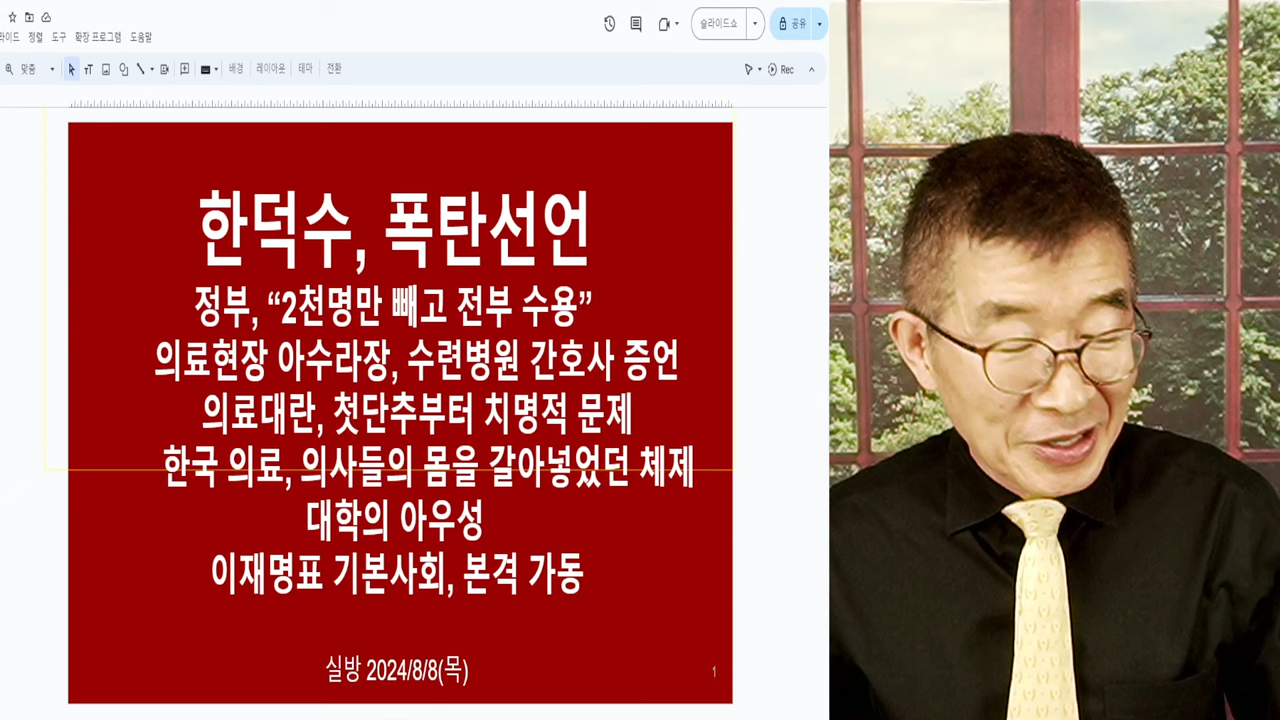 라이드 정렬 도구 확장 프로그램 도움말
슬라이드쇼
공유
맞춤
배경 레이아웃 테마 전환
Rec
한덕수, 폭탄선언
정부, “2천명만 빼고 전부 수용”
의료현장 아수라장, 수련병원 간호사 증언
의료대란, 첫단추부터 치명적 문제
한국 의료, 의사들의 몸을 갈아넣었던 체제
대학의 아우성
이재명표 기본사회, 본격 가동
실방 2024/8/8(목)
1